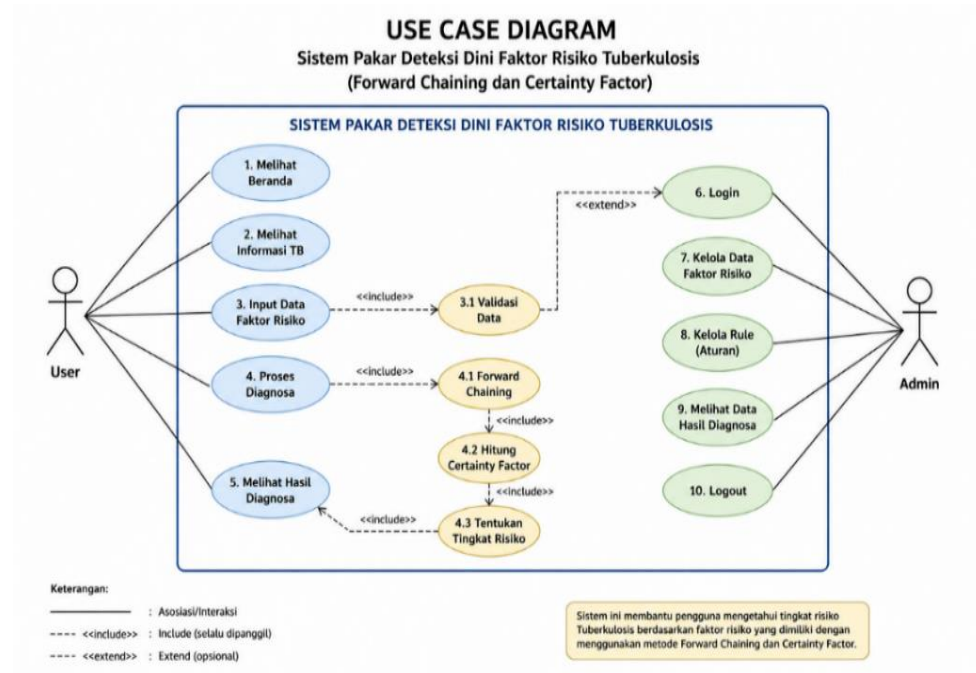 USE CASE DIAGRAM
Sistem Pakar Deteksi Dini Faktor Risiko Tuberkulosis
(Forward Chaining dan Certainty Factor)
SISTEM PAKAR DETEKSI DINI FAKTOR RISIKO TUBERKULOSIS
1. Melihat
Beranda
2. Melihat
Informasi TB
3. Input Data
Faktor Risiko
<<include>>
3.1 Validasi
Data
<<extend>>
4. Proses
Diagnosa
<<include>>
4.1 Forward
Chaining
<<include>>
4.2 Hitung
Certainty Factor
<<include>>
4.3 Tentukan
Tingkat Risiko
<<include>>
5. Melihat Hasil
Diagnosa
6. Login
7. Kelola Data
Faktor Risiko
8. Kelola Rule
(Aturan)
9. Melihat Data
Hasil Diagnosa
10. Logout
User
Admin
Keterangan:
: Asosiasi/Interaksi
<<include>> : Include (selalu dipanggil)
<<extend>> : Extend (opsional)
Sistem ini membantu pengguna mengetahui tingkat risiko
Tuberkulosis berdasarkan faktor risiko yang dimiliki dengan
menggunakan metode Forward Chaining dan Certainty Factor.